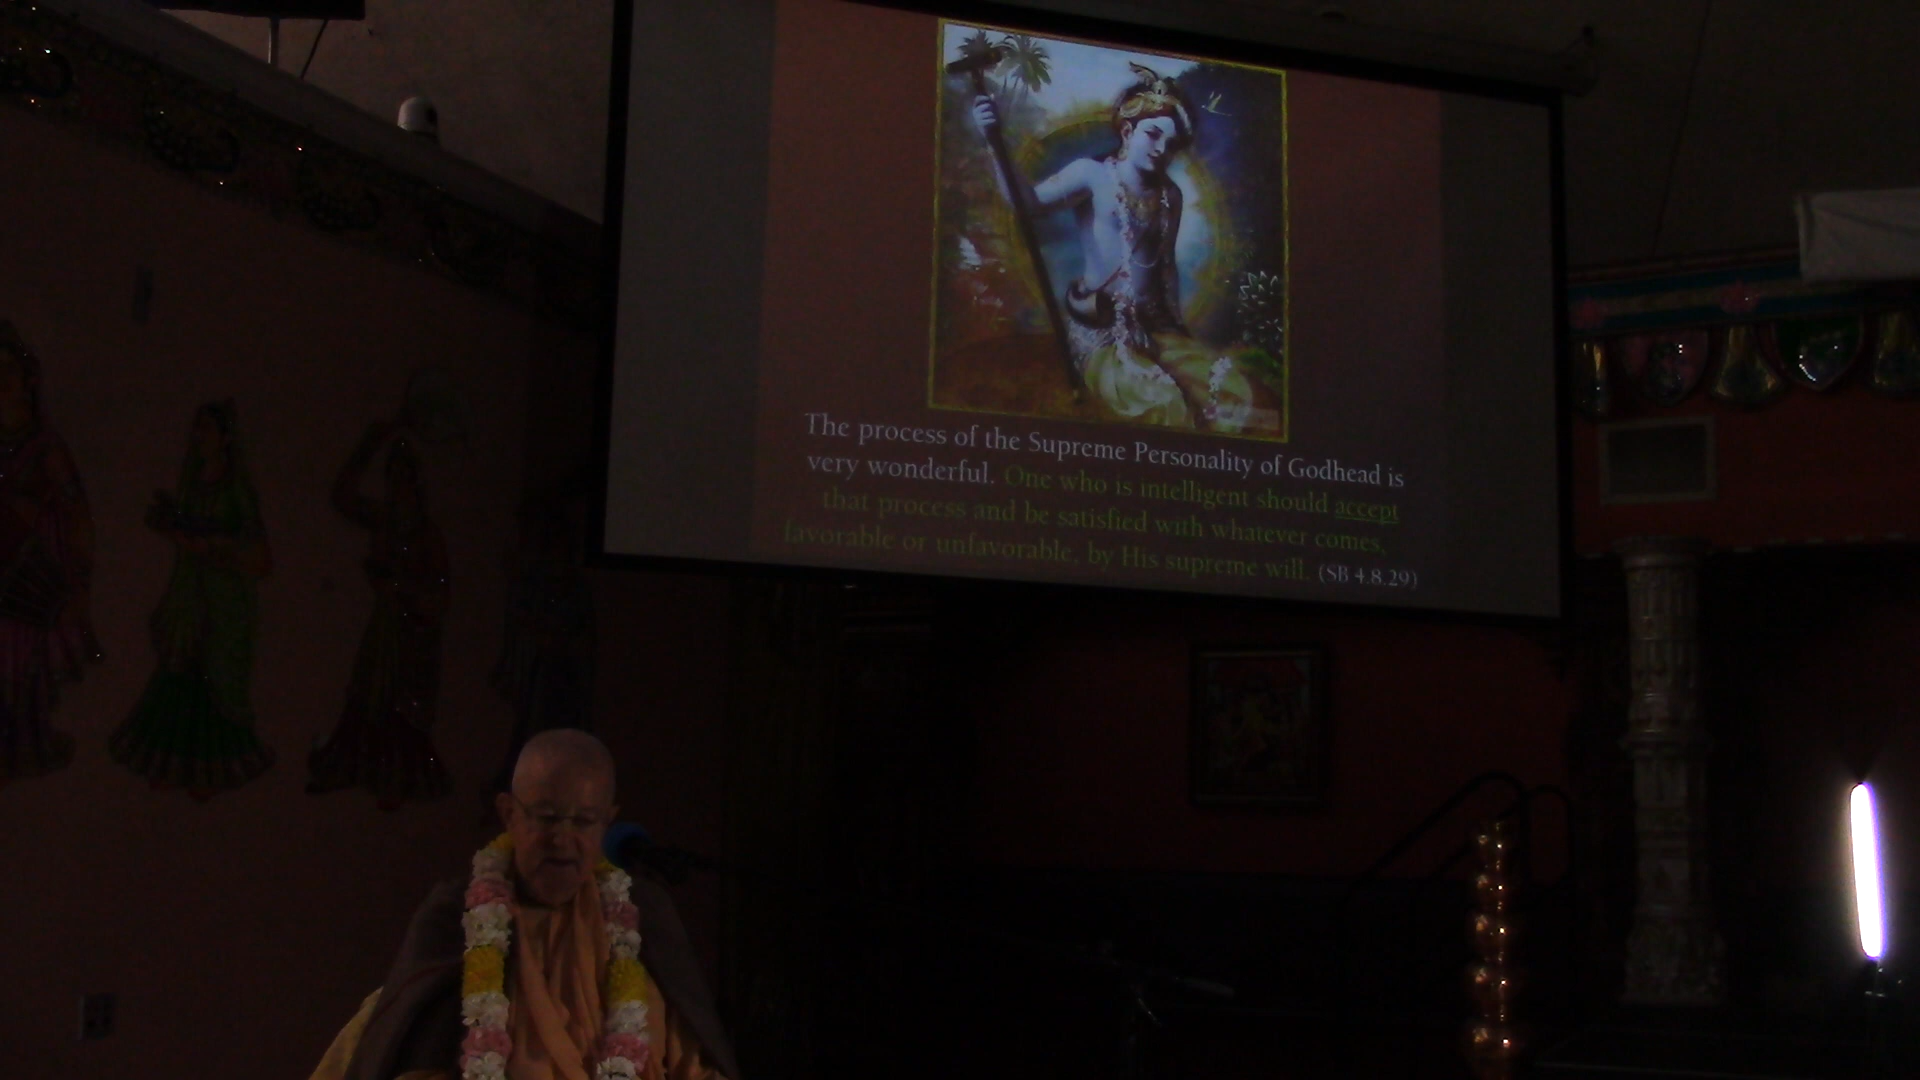 The process of the Supreme Personality of Godhead is
very wonderful. One who is intelligent should accept
that process and be satisfied with whatever comes,
favorable or unfavorable, by His supreme will. (SB 4.8.29)